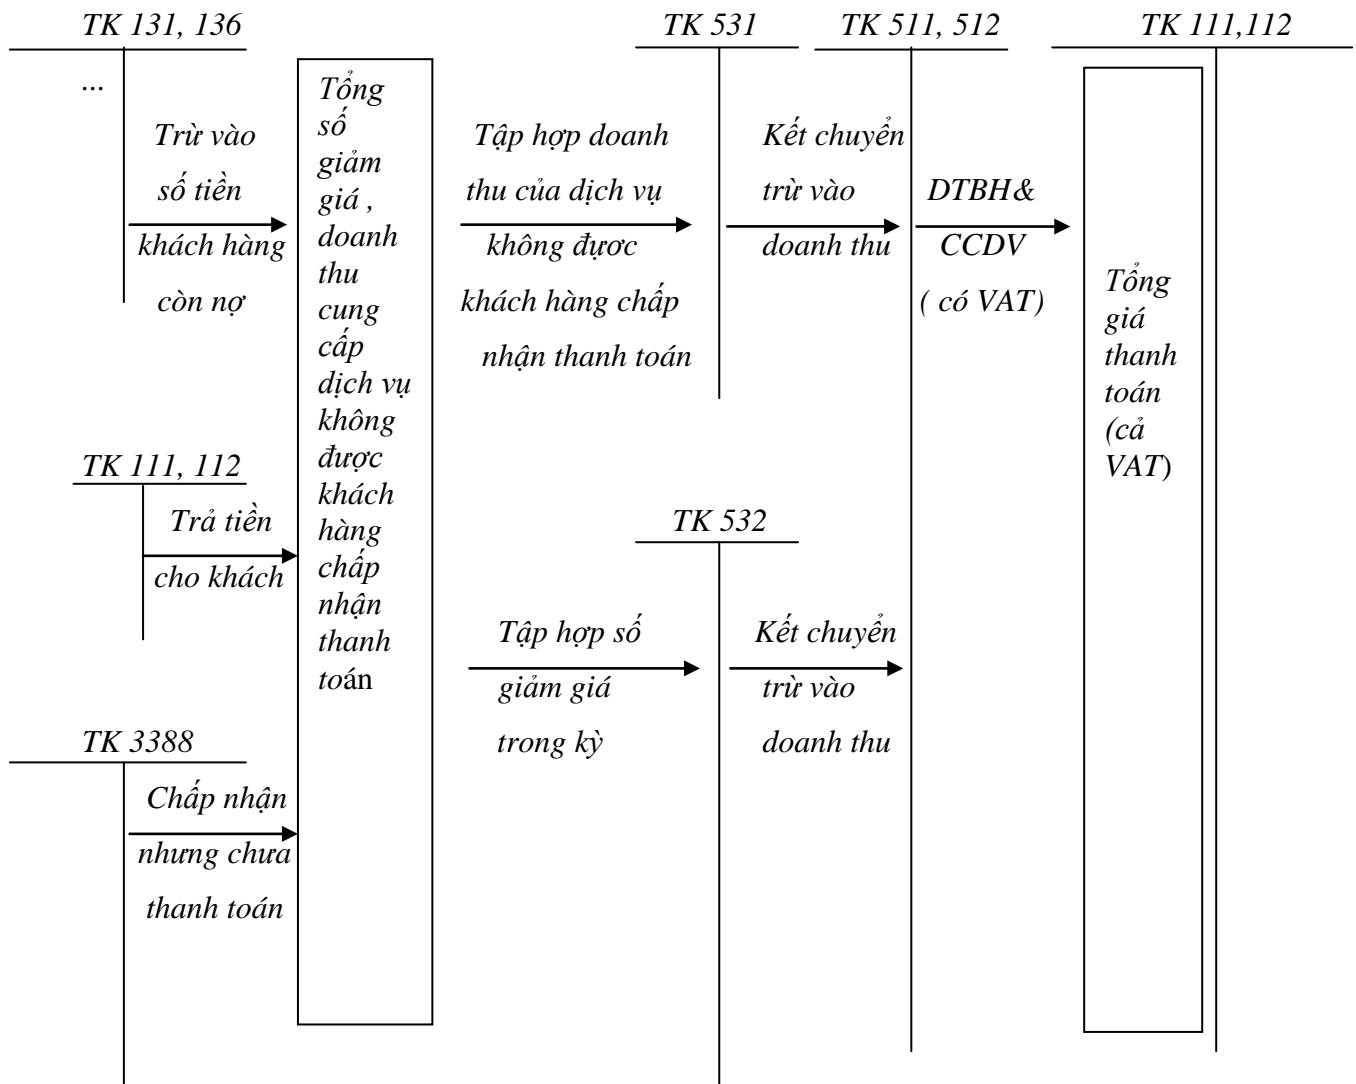 TK 131, 136
...
Trừ vào
số tiền
khách hàng
còn nợ
TK 111, 112
Trả tiền
cho khách
TK 3388
Chấp nhận
nhưng chưa
thanh toán
Tổng
số
giảm
giá ,
doanh
thu
cung
cấp
dịch vụ
không
được
khách
hàng
chấp
nhận
thanh
toán
TK 531
Tập hợp doanh
thu của dịch vụ
không đựơc
khách hàng chấp
nhận thanh toán
TK 532
Tập hợp số
giảm giá
trong kỳ
TK 511, 512
Kết chuyển
trừ vào
doanh thu
Kết chuyển
trừ vào
doanh thu
DTBH&
CCDV
( có VAT)
TK 111,112
Tổng
giá
thanh
toán
(cả
VAT)